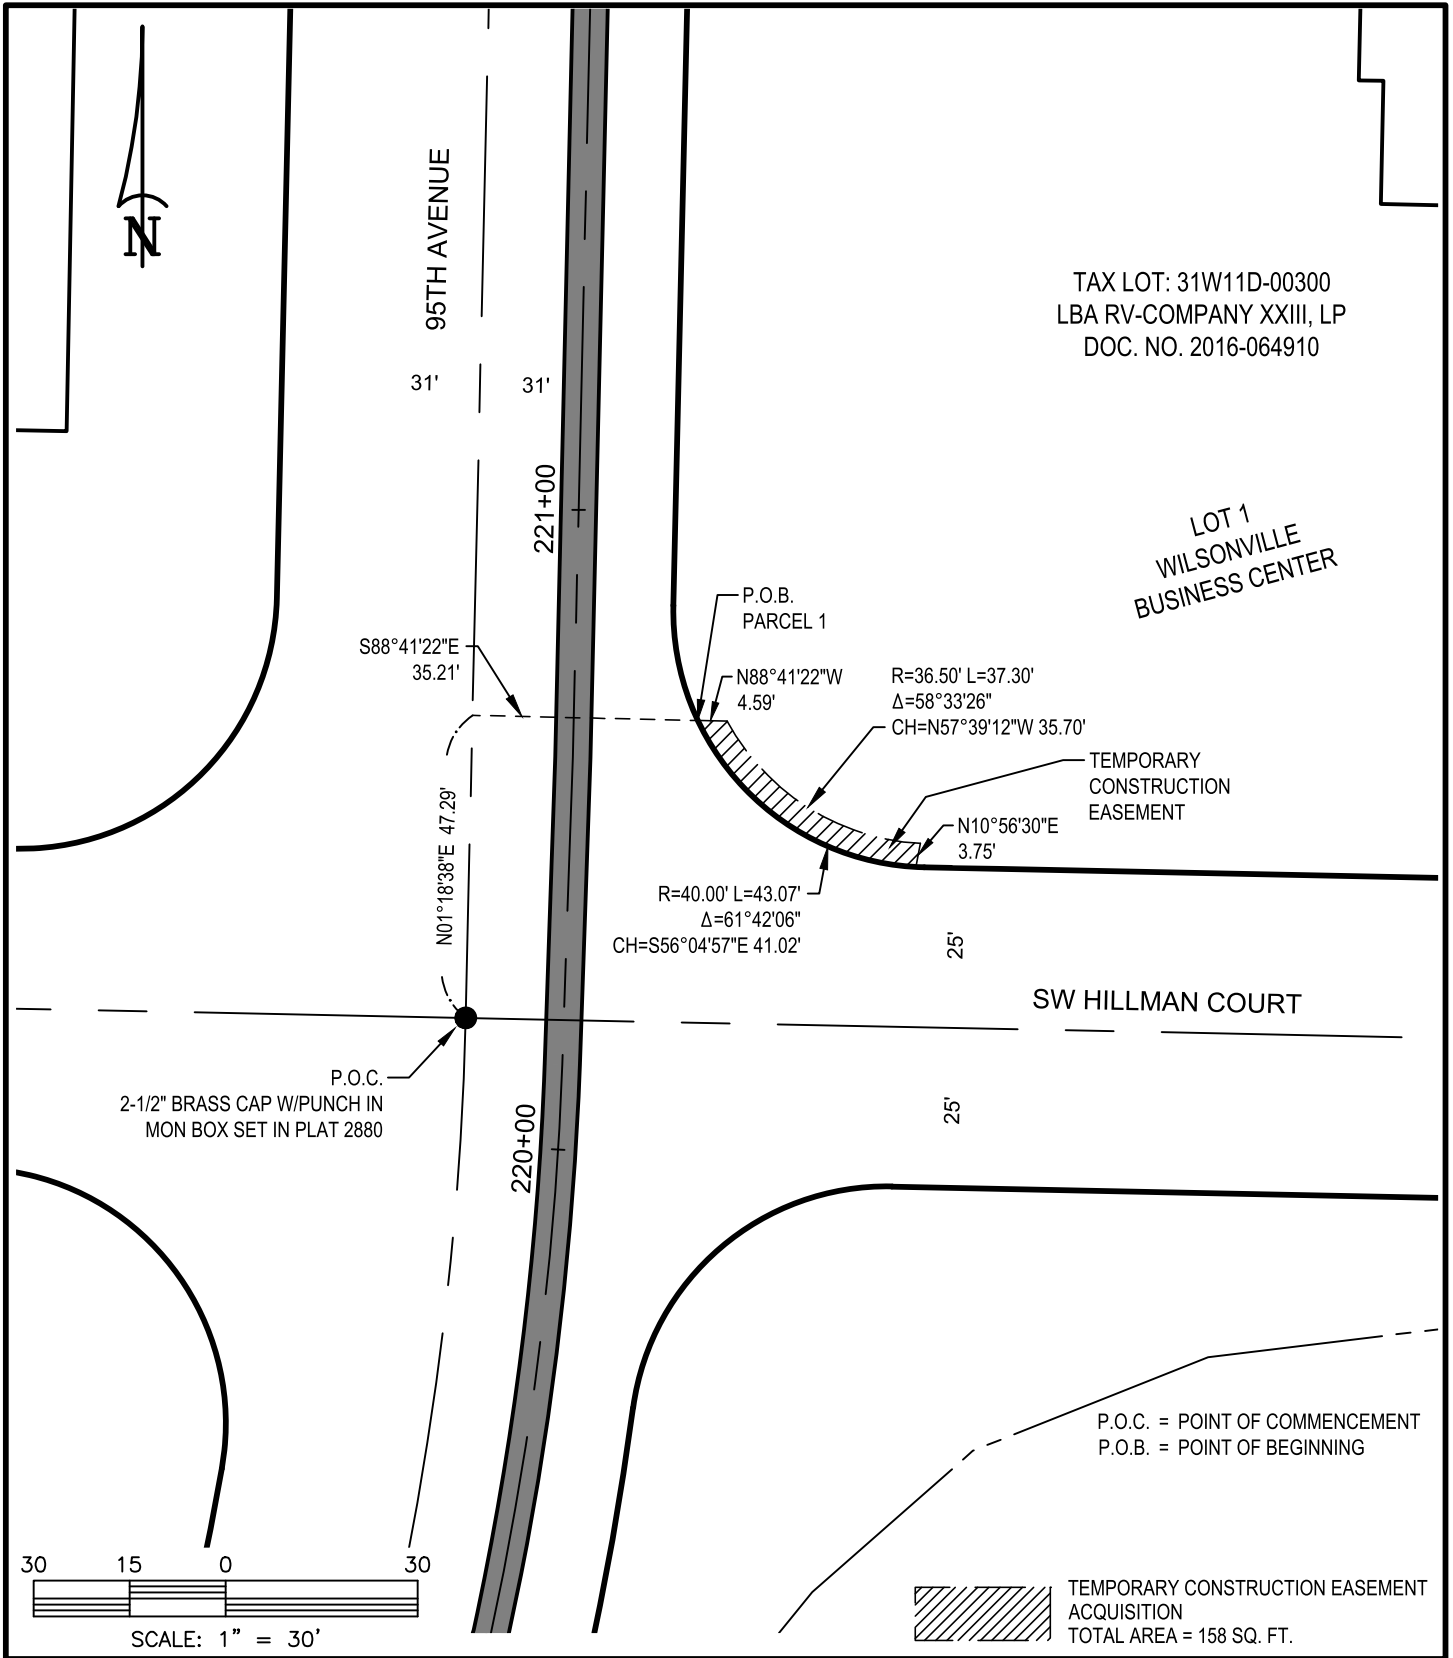 N
95TH AVENUE
31'
31'
TAX LOT: 31W11D-00300
LBA RV-COMPANY XXIII, LP
DOC. NO. 2016-064910
221+00
LOT 1
WILSONVILLE
BUSINESS CENTER
P.O.B.
PARCEL 1
S88°41'22"E
35.21'
N88°41'22"W
4.59'
R=36.50' L=37.30'
Δ=58°33'26"
CH=N57°39'12"W 35.70'
TEMPORARY
CONSTRUCTION
EASEMENT
N01°18'38"E 47.29'
N10°56'30"E
3.75'
R=40.00' L=43.07'
Δ=61°42'06"
CH=S56°04'57"E 41.02'
25'
SW HILLMAN COURT
P.O.C.
2-1/2" BRASS CAP W/PUNCH IN
MON BOX SET IN PLAT 2880
25'
220+00
P.O.C. = POINT OF COMMENCEMENT
P.O.B. = POINT OF BEGINNING
30 15 0 30
SCALE: 1" = 30'
TEMPORARY CONSTRUCTION EASEMENT
ACQUISITION
TOTAL AREA = 158 SQ. FT.